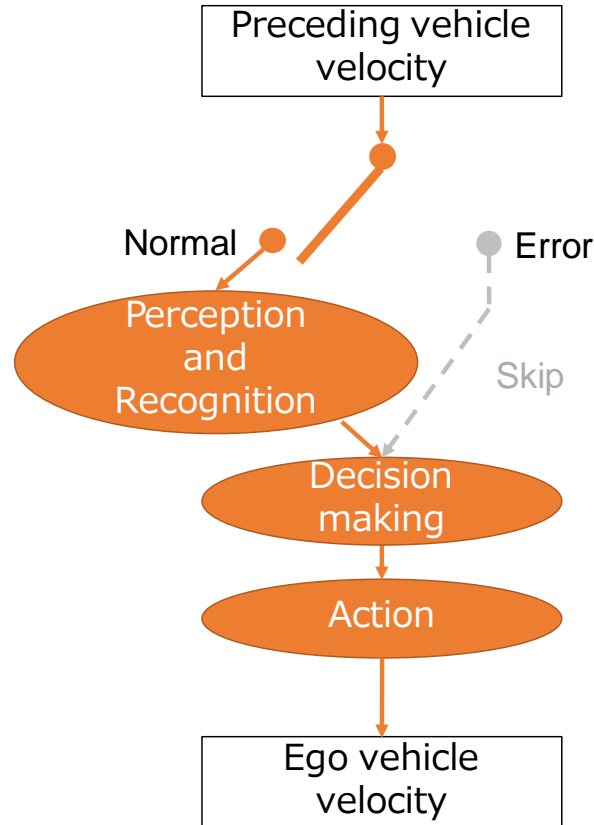 Preceding vehicle
velocity
Normal
Error
Perception
and
Recognition
Skip
Decision
making
Action
Ego vehicle
velocity